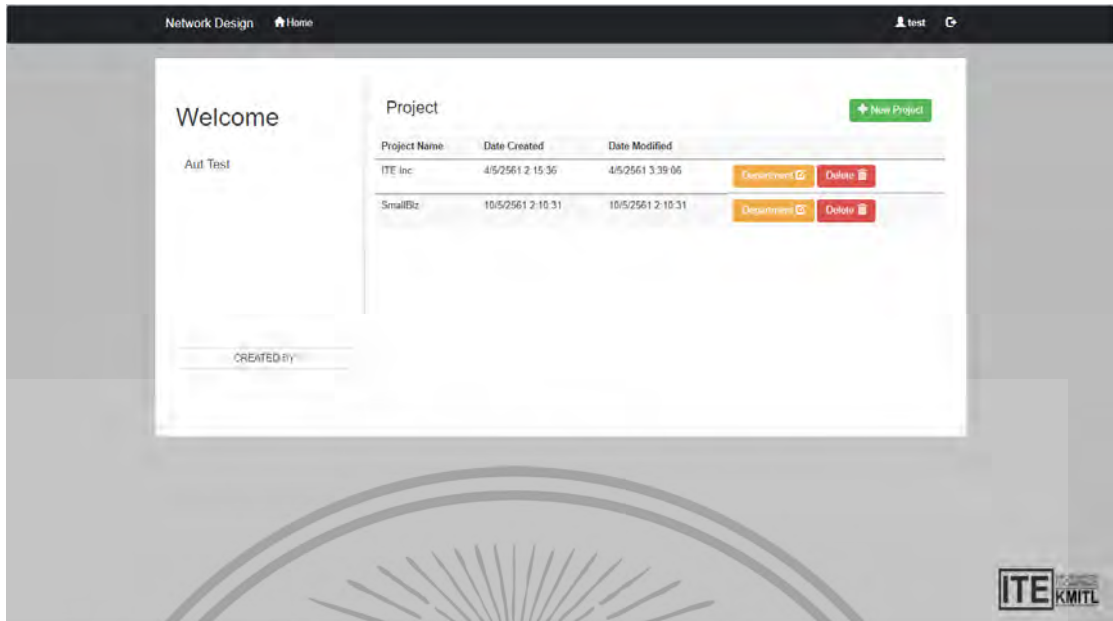 Network Design Home test
Welcome
Aut Test
CREATED BY
Project
New Project
Project Name Date Created Date Modified
ITE Inc 4/5/2561 2:15:36 4/5/2561 3:39:06 Department Delete
SmallBiz 10/5/2561 2:10:31 10/5/2561 2:10:31 Department Delete
ITE KMITL